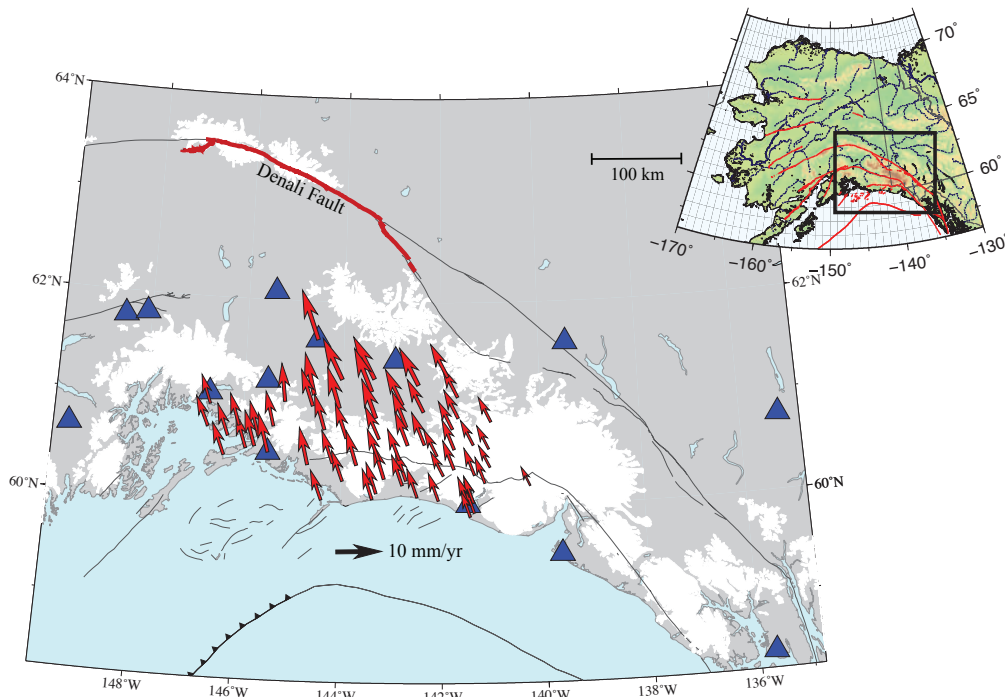 64°N
70°
65°
60°
−130°
−140°
−150°
−160°
−170°
100 km
Denali Fault
62°N
62°N
60°N
60°N
10 mm/yr
148°W
146°W
144°W
142°W
140°W
138°W
136°W